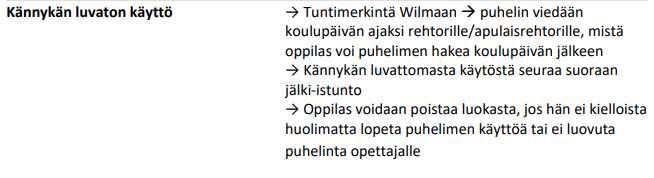 Kännykän luvaton käyttö → Tuntimerkintä Wilmaan → puhelin viedään
koulupäivän ajaksi rehtorille/apulaisrehtorille, mistä
oppilas voi puhelimen hakea koulupäivän jälkeen
→ Kännykän luvattomasta käytöstä seuraa suoraan
jälki-istunto
→ Oppilas voidaan poistaa luokasta, jos hän ei kielloista
huolimatta lopeta puhelimen käyttöä tai ei luovuta
puhelinta opettajalle